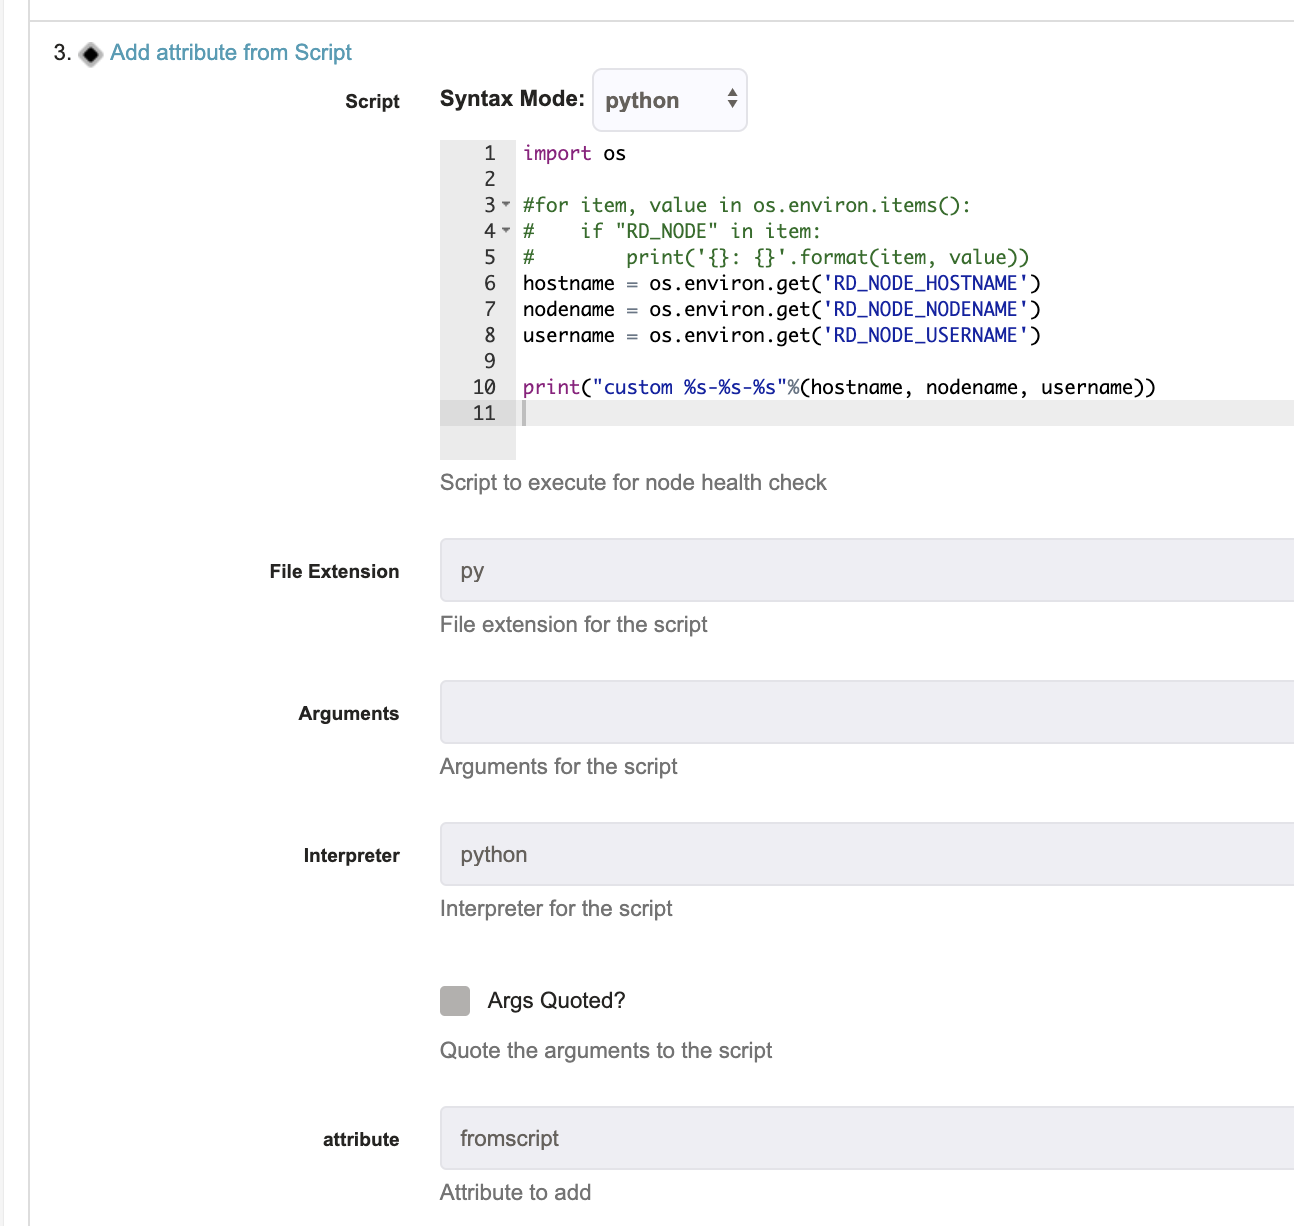 3. Add attribute from Script
Script
Syntax Mode: python
1 import os
2
3 #for item, value in os.environ.items():
4 #    if "RD_NODE" in item:
5 #        print('{}: {}'.format(item, value))
6 hostname = os.environ.get('RD_NODE_HOSTNAME')
7 nodename = os.environ.get('RD_NODE_NODENAME')
8 username = os.environ.get('RD_NODE_USERNAME')
9
10 print("custom %s-%s-%s"%(hostname, nodename, username))
11
Script to execute for node health check
File Extension
py
File extension for the script
Arguments
Arguments for the script
Interpreter
python
Interpreter for the script
Args Quoted?
Quote the arguments to the script
attribute
fromscript
Attribute to add